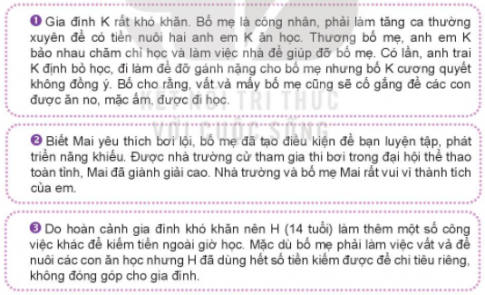 1 Gia đình K rất khó khăn. Bố mẹ là công nhân, phải làm tăng ca thường
xuyên để có tiền nuôi hai anh em K ăn học. Thương bố mẹ, anh em K
bảo nhau chăm chỉ học và làm việc nhà để giúp đỡ bố mẹ. Có lần, anh trai
K định bỏ học, đi làm để đỡ gánh nặng cho bố mẹ nhưng bố K cương quyết
không đồng ý. Bố cho rằng, vất vả mấy bố mẹ cũng sẽ cố gắng để các con
được ăn no, mặc ấm, được đi học.
KẾT NỐI TRI THỨC
VỚI CUỘC SỐNG
2 Biết Mai yêu thích bơi lội, bố mẹ đã tạo điều kiện để bạn luyện tập, phát
triển năng khiếu. Được nhà trường cử tham gia thi bơi trong đại hội thể thao
toàn tỉnh, Mai đã giành giải cao. Nhà trường và bố mẹ Mai rất vui vì thành tích
của em.
3 Do hoàn cảnh gia đình khó khăn nên H (14 tuổi) làm thêm một số công
việc khác để kiếm tiền ngoài giờ học. Mặc dù bố mẹ phải làm việc vất vả để
nuôi các con ăn học nhưng H đã dùng hết số tiền kiếm được để chi tiêu riêng,
không đóng góp cho gia đình.